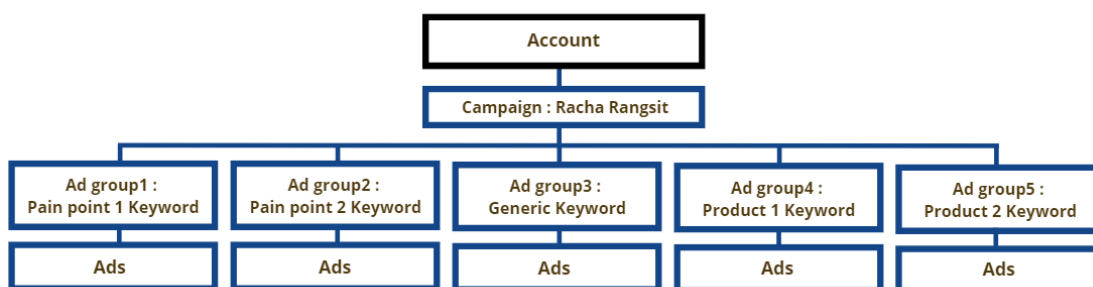 Account
Campaign : Racha Rangsit
Ad group1 :
Pain point 1 Keyword
Ad group2 :
Pain point 2 Keyword
Ad group3 :
Generic Keyword
Ad group4 :
Product 1 Keyword
Ad group5 :
Product 2 Keyword
Ads
Ads
Ads
Ads
Ads